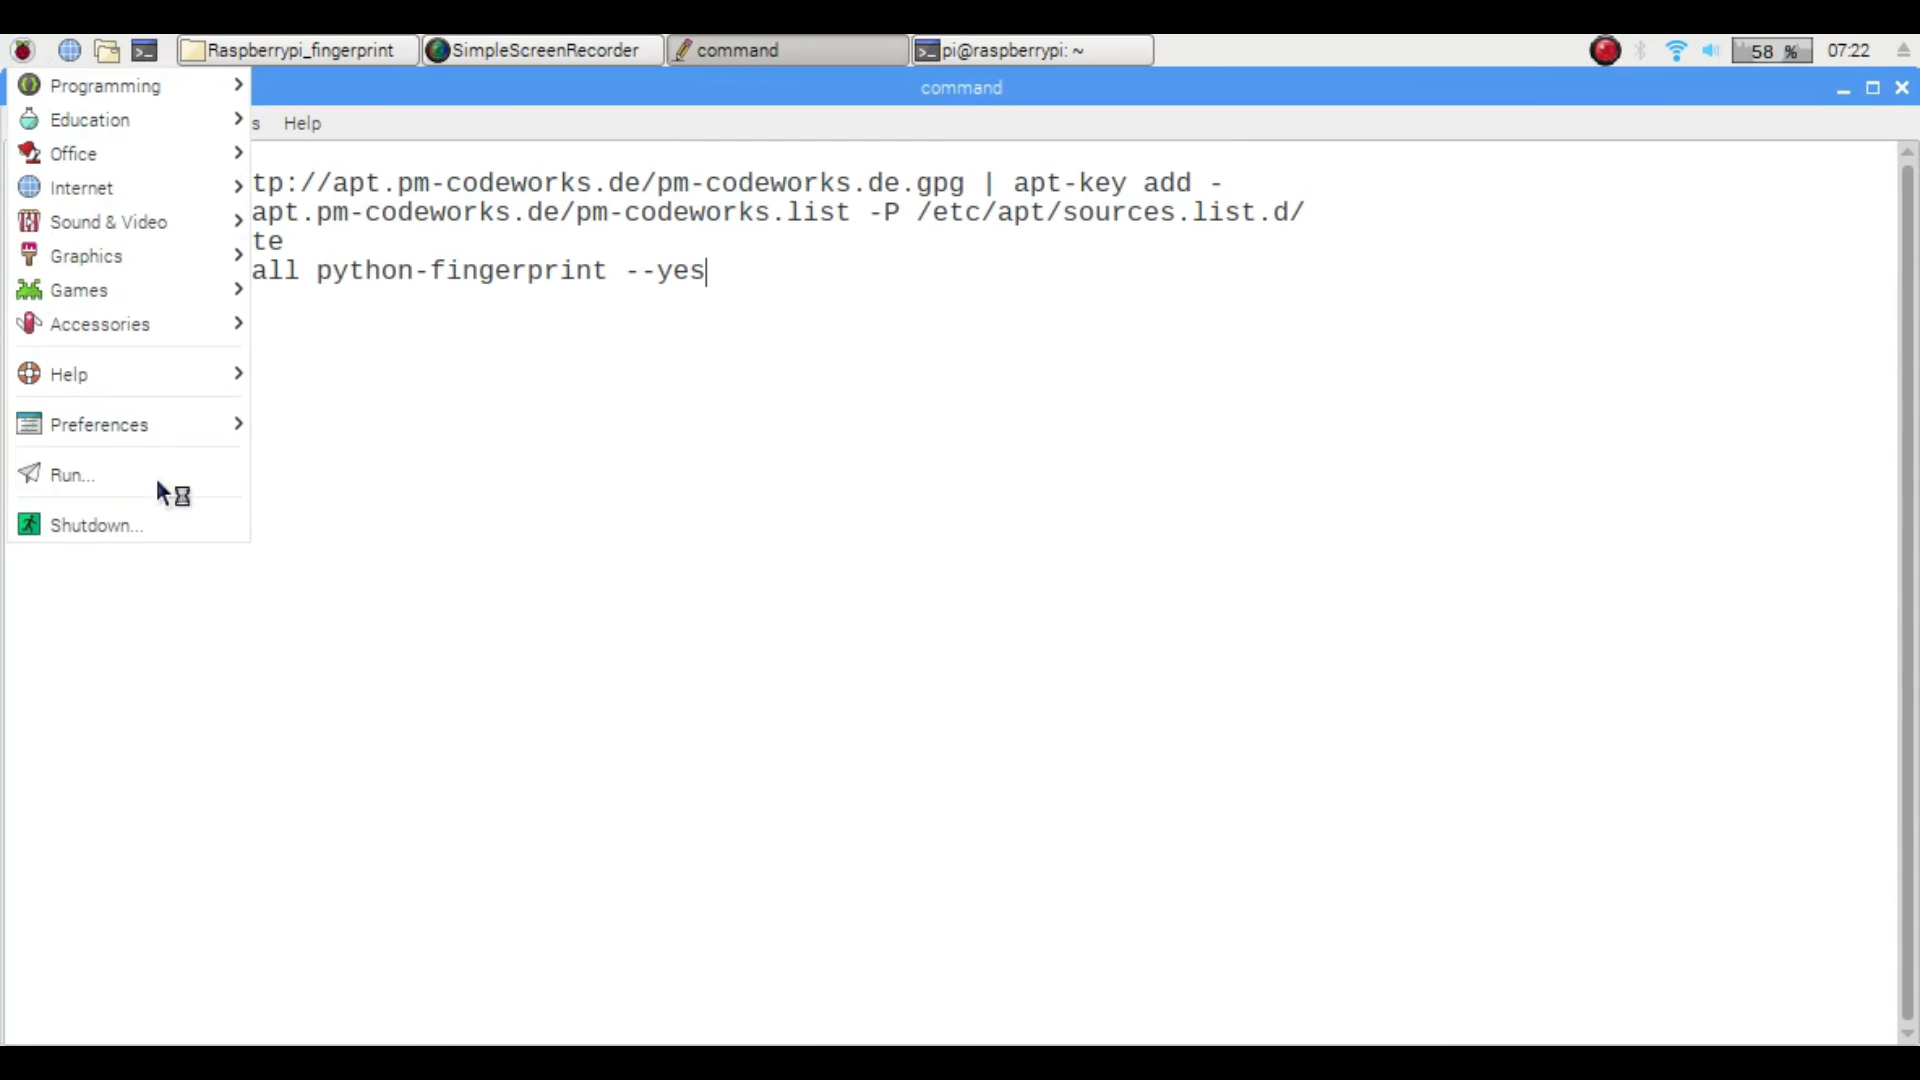 Raspberrypi_fingerprint
SimpleScreenRecorder
command
pi@raspberrypi: ~
58 %
07:22
command
s Help
Programming
Education
Office
Internet
Sound & Video
Graphics
Games
Accessories
Help
Preferences
Run...
Shutdown...
tp://apt.pm-codeworks.de/pm-codeworks.de.gpg | apt-key add -
apt.pm-codeworks.de/pm-codeworks.list -P /etc/apt/sources.list.d/
te
all python-fingerprint --yes